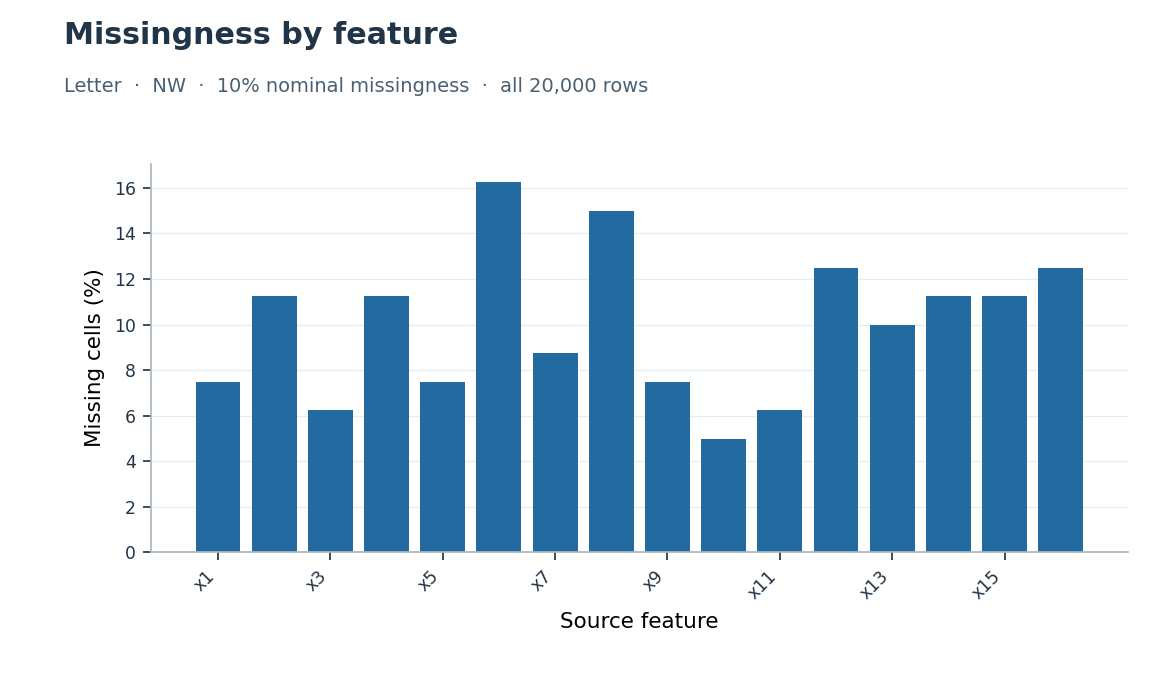 Missingness by feature
Letter · NW · 10% nominal missingness · all 20,000 rows
16
14
12
10
8
6
4
2
0
Missing cells (%)
x1 x3 x5 x7 x9 x11 x13 x15
Source feature